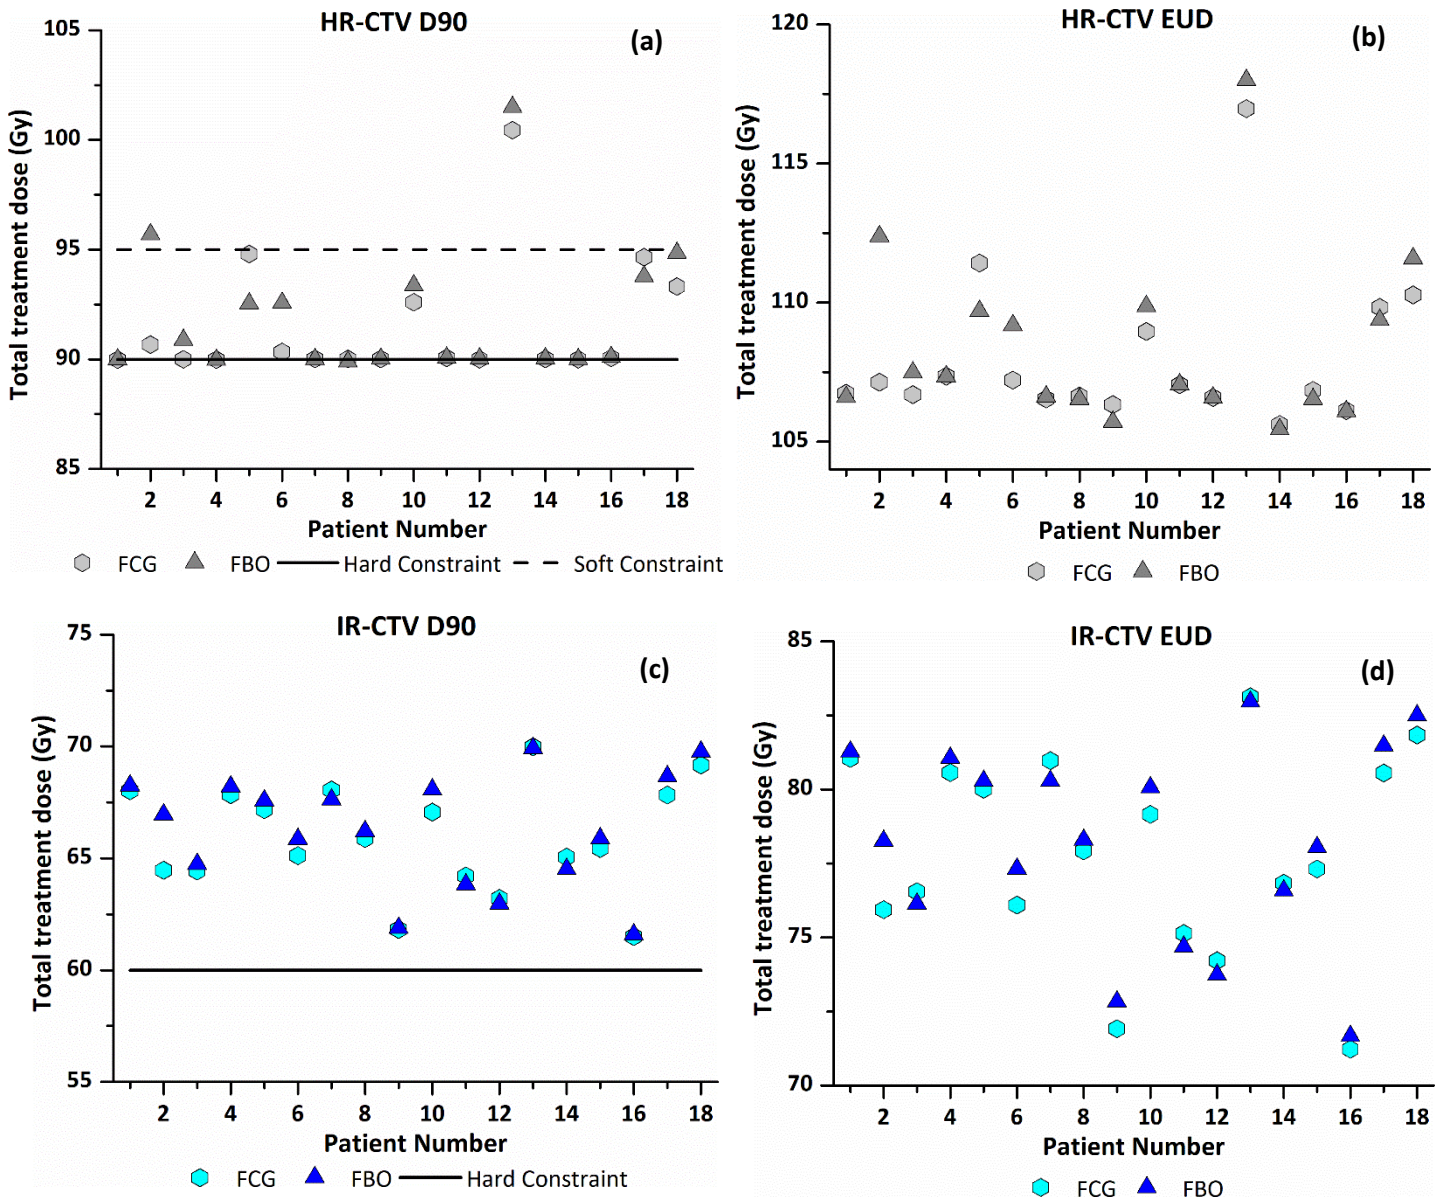 HR-CTV D90
(a)
Total treatment dose (Gy)
105
100
95
90
85
2 4 6 8 10 12 14 16 18
Patient Number
FCG FBO Hard Constraint Soft Constraint
HR-CTV EUD
(b)
Total treatment dose (Gy)
120
115
110
105
2 4 6 8 10 12 14 16 18
Patient Number
FCG FBO
IR-CTV D90
(c)
Total treatment dose (Gy)
75
70
65
60
55
2 4 6 8 10 12 14 16 18
Patient Number
FCG FBO Hard Constraint
IR-CTV EUD
(d)
Total treatment dose (Gy)
85
80
75
70
2 4 6 8 10 12 14 16 18
Patient Number
FCG FBO